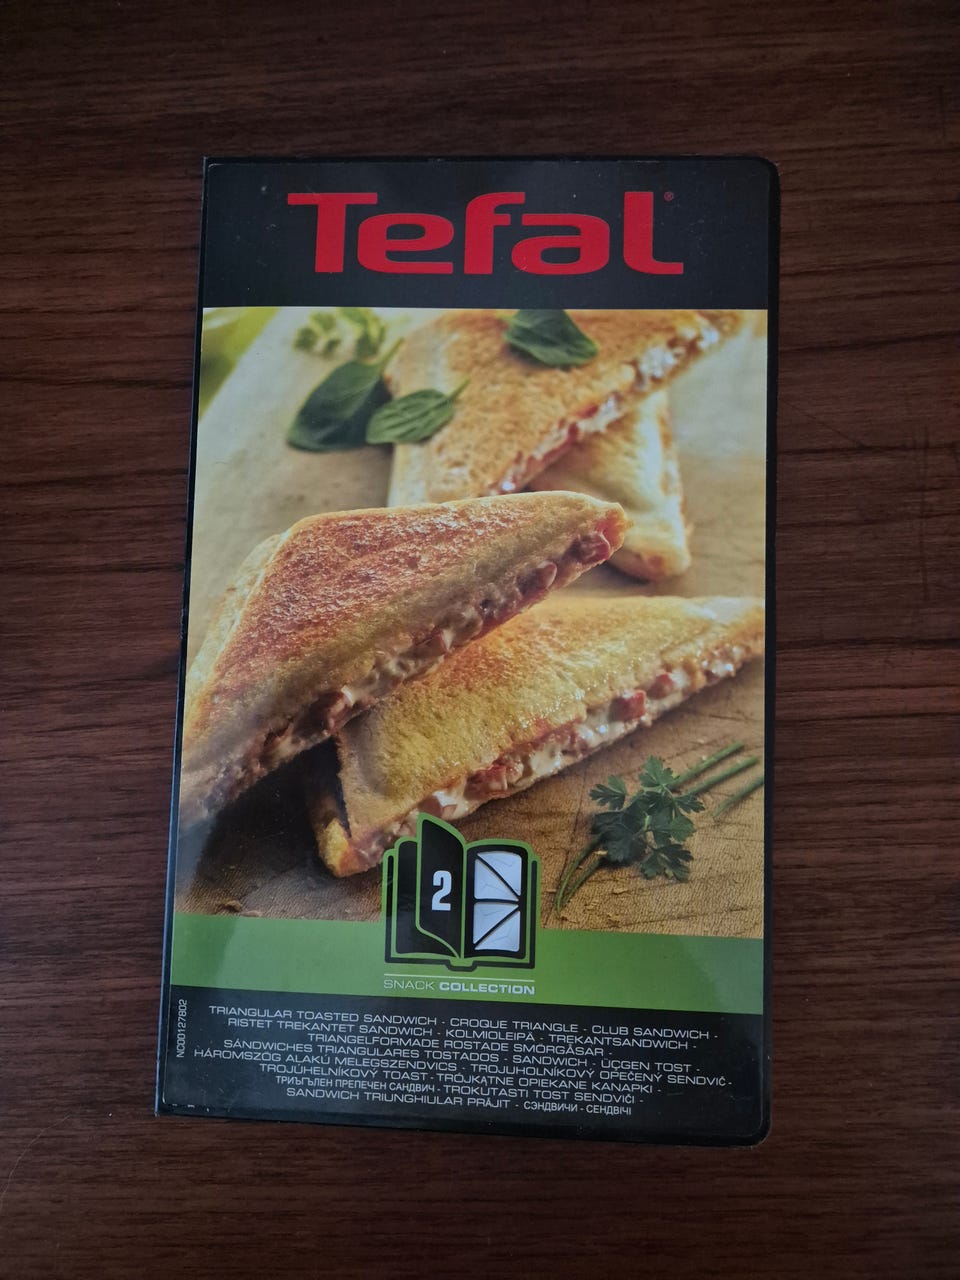 Tefal®
2
SNACK COLLECTION
NC00127802
TRIANGULAR TOASTED SANDWICH - CROQUE TRIANGLE - CLUB SANDWICH -
RISTET TREKANTET SANDWICH - KOLMIOLEIPÄ - TREKANTSANDWICH -
TRIANGELFORMADE ROSTADE SMÖRGÅSAR -
SÁNDWICHES TRIANGULARES TOSTADOS - SANDWICH - ÜÇGEN TOST -
HÁROMSZÖG ALAKÚ MELEGSZENDVICS - TROJUHOLNÍKOVÝ OPEČENÝ SENDVIČ -
TROJÚHELNÍKOVÝ TOAST - TRÓJKĄTNE OPIEKANE KANAPKI -
ТРИЪГЪЛЕН ПРЕПЕЧЕН САНДВИЧ - TROKUTASTI TOST SENDVIČI -
SANDWICH TRIUNGHIULAR PRĂJIT - СЭНДВИЧИ - СЕНДВІЧІ